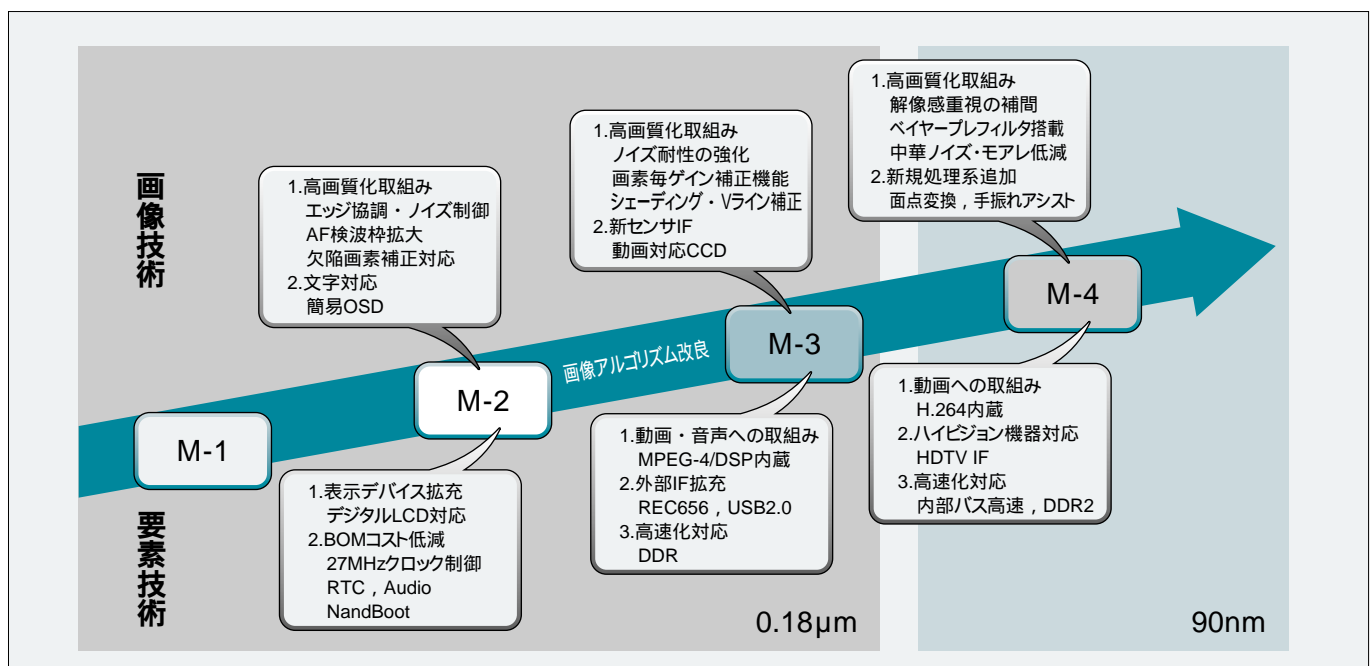 画像技術
要素技術
M-1
1.高画質化取組み
エッジ協調・ノイズ制御
AF検波枠拡大
欠陥画素補正対応
2.文字対応
簡易OSD
M-2
1.表示デバイス拡充
デジタルLCD対応
2.BOMコスト低減
27MHzクロック制御
RTC , Audio
NandBoot
画像アルゴリズム改良
1.高画質化取組み
ノイズ耐性の強化
画素毎ゲイン補正機能
シェーディング・Vライン補正
2.新センサIF
動画対応CCD
M-3
1.動画・音声への取組み
MPEG-4/DSP内蔵
2.外部IF拡充
REC656 , USB2.0
3.高速化対応
DDR
0.18μm
1.高画質化取組み
解像感重視の補間
ベイヤープレフィルタ搭載
中華ノイズ・モアレ低減
2.新規処理系追加
面点変換 , 手振れアシスト
M-4
1.動画への取組み
H.264内蔵
2.ハイビジョン機器対応
HDTV IF
3.高速化対応
内部バス高速 , DDR2
90nm